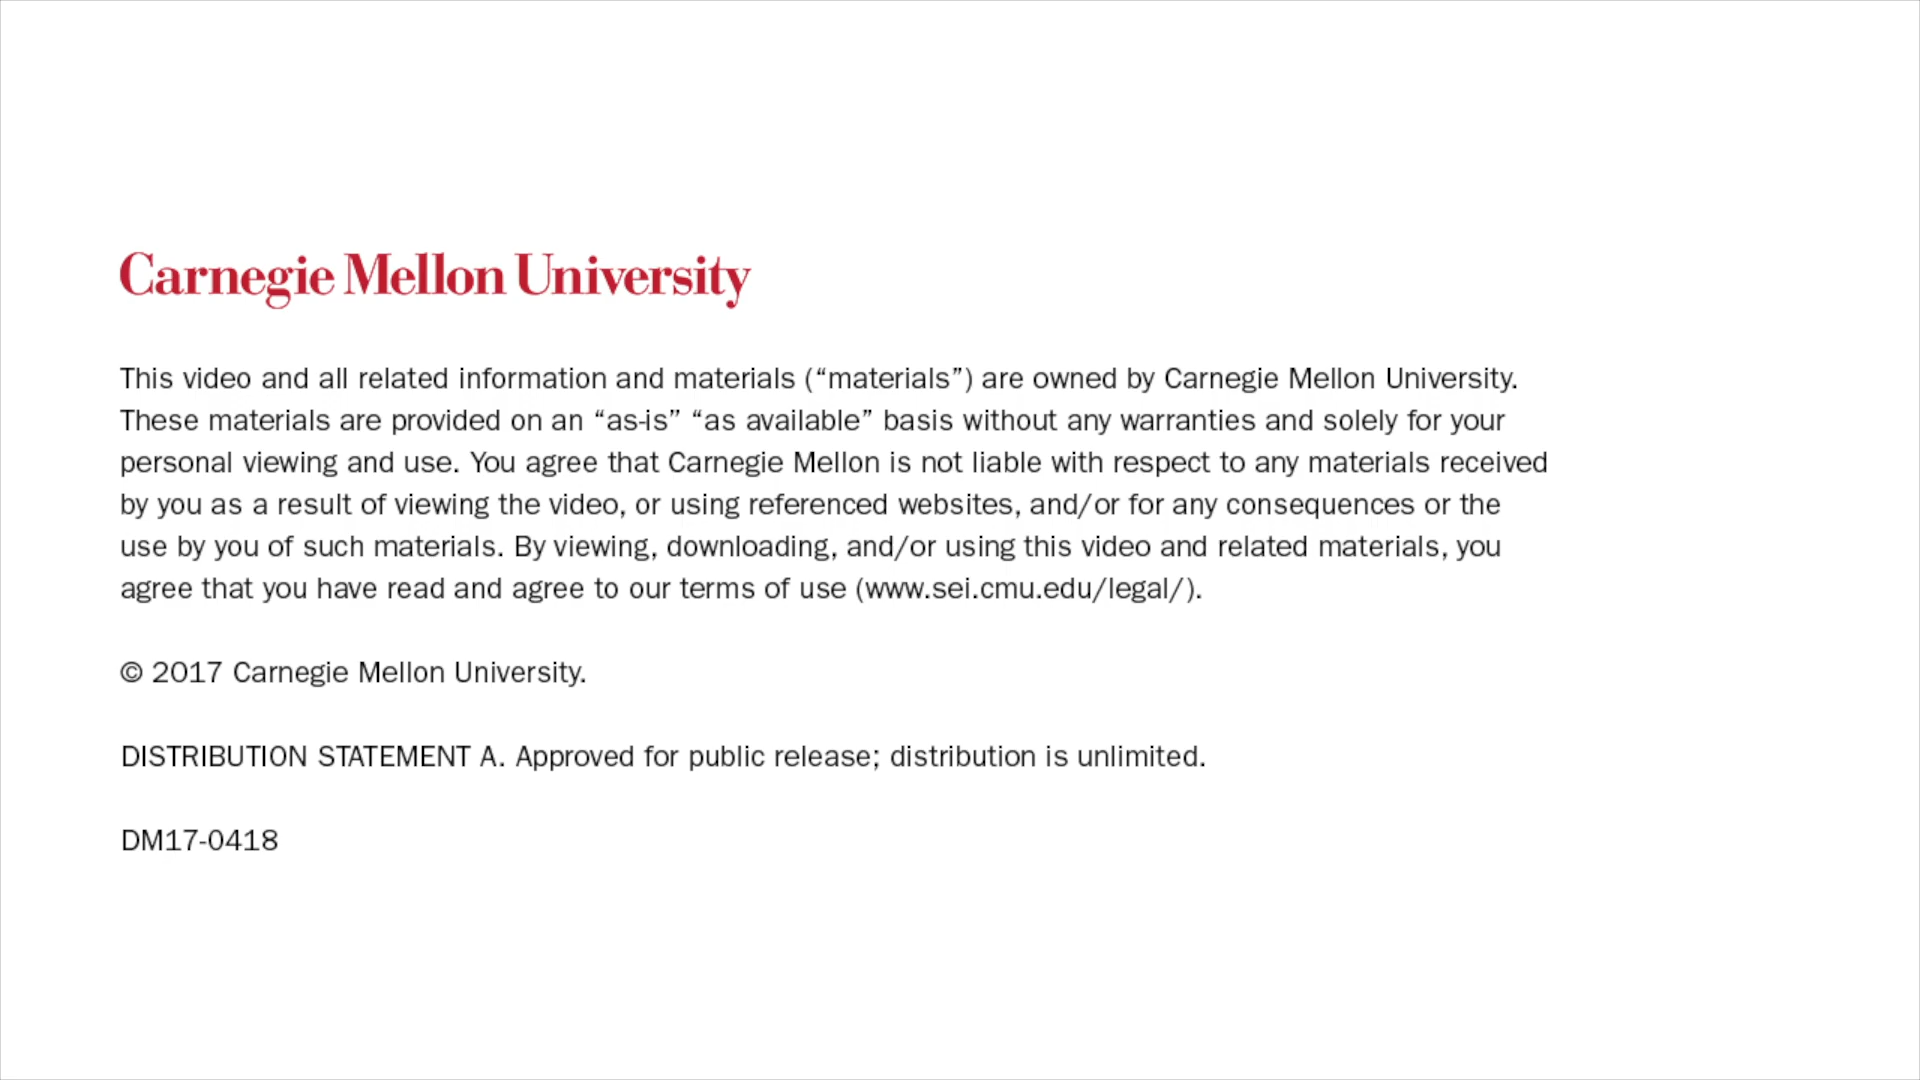 Carnegie Mellon University
This video and all related information and materials (“materials”) are owned by Carnegie Mellon University.
These materials are provided on an “as-is” “as available” basis without any warranties and solely for your
personal viewing and use. You agree that Carnegie Mellon is not liable with respect to any materials received
by you as a result of viewing the video, or using referenced websites, and/or for any consequences or the
use by you of such materials. By viewing, downloading, and/or using this video and related materials, you
agree that you have read and agree to our terms of use (www.sei.cmu.edu/legal/).
© 2017 Carnegie Mellon University.
DISTRIBUTION STATEMENT A. Approved for public release; distribution is unlimited.
DM17-0418